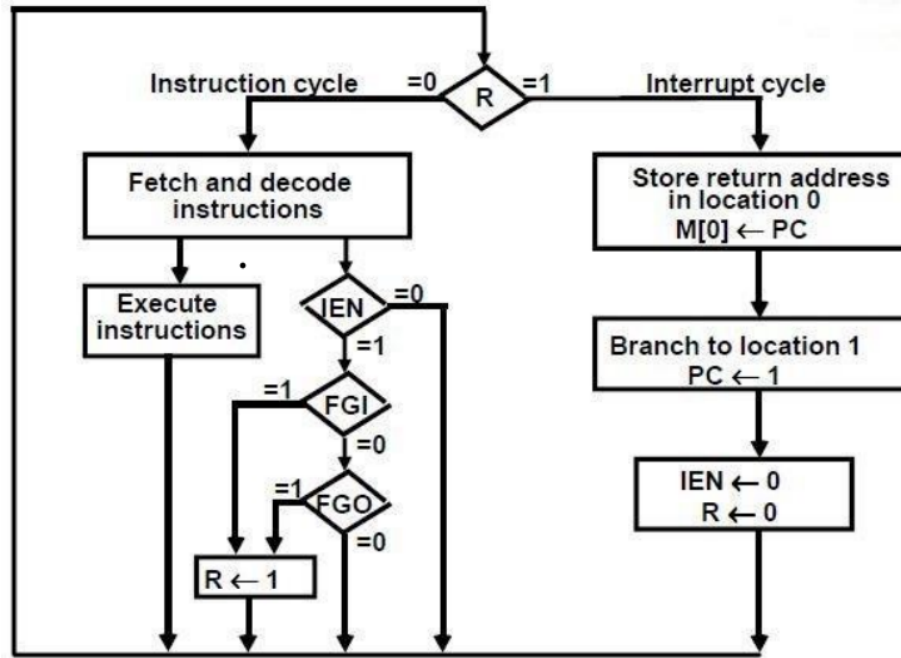 Instruction cycle
=0
R
=1
Interrupt cycle
Fetch and decode
instructions
Execute
instructions
IEN
=0
=1
FGI
=1
=0
FGO
=1
=0
R ← 1
Store return address
in location 0
M[0] ← PC
Branch to location 1
PC ← 1
IEN ← 0
R ← 0